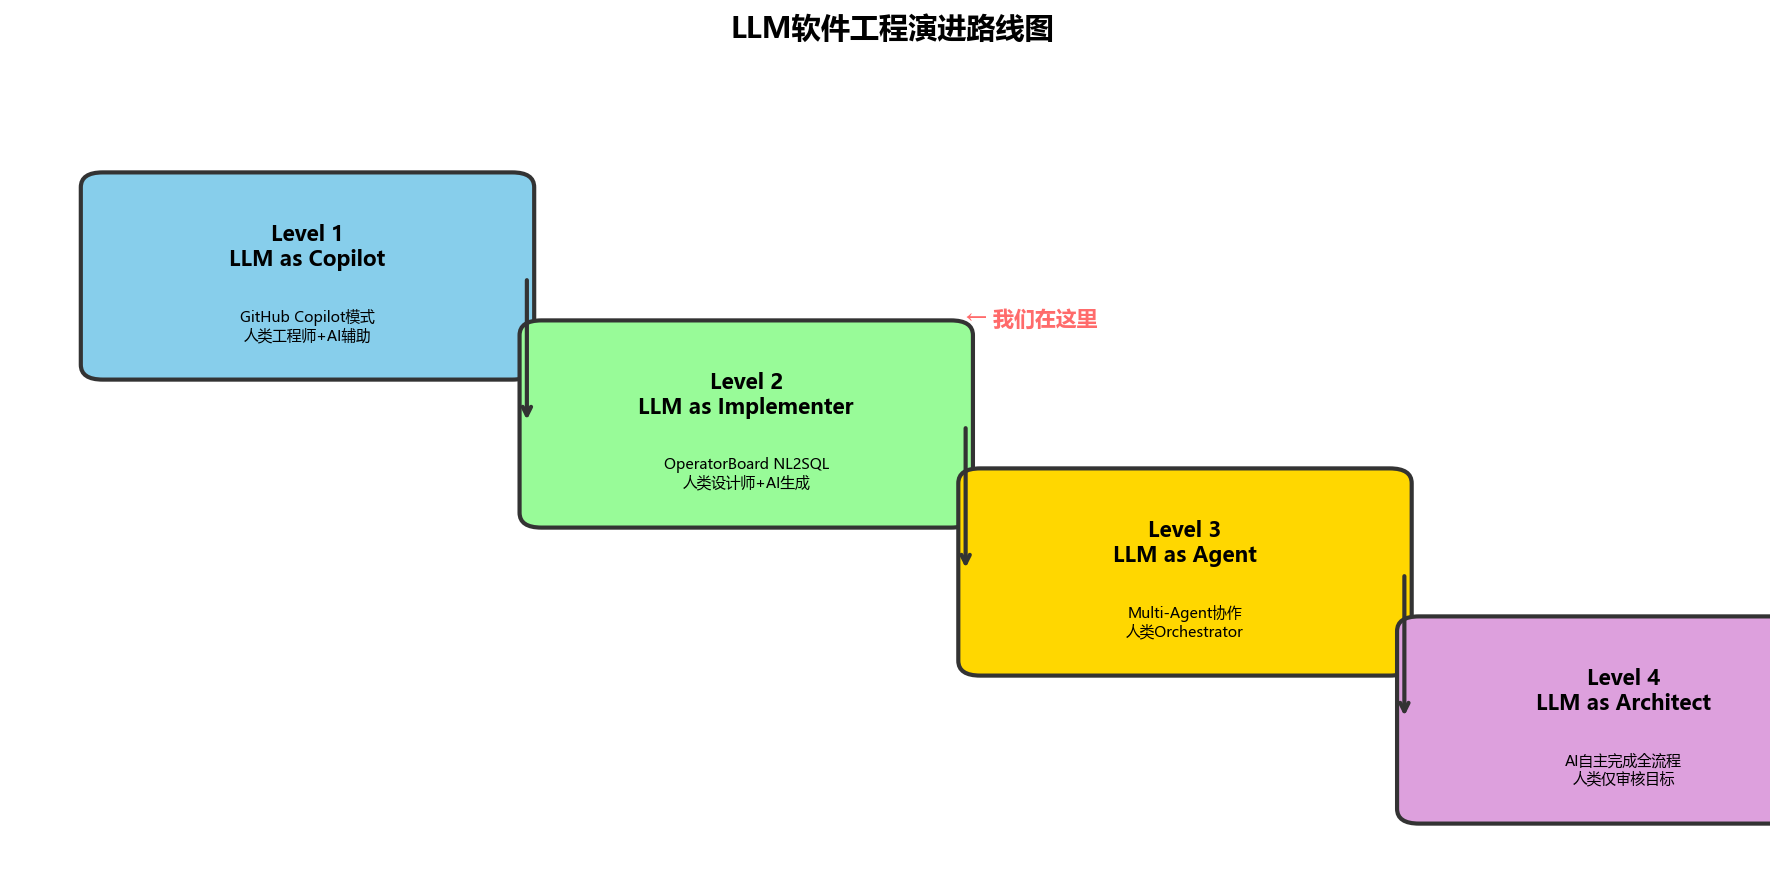 LLM软件工程演进路线图
Level 1
LLM as Copilot
GitHub Copilot模式
人类工程师+AI辅助
← 我们在这里
Level 2
LLM as Implementer
OperatorBoard NL2SQL
人类设计师+AI生成
Level 3
LLM as Agent
Multi-Agent协作
人类Orchestrator
Level 4
LLM as Architect
AI自主完成全流程
人类仅审核目标